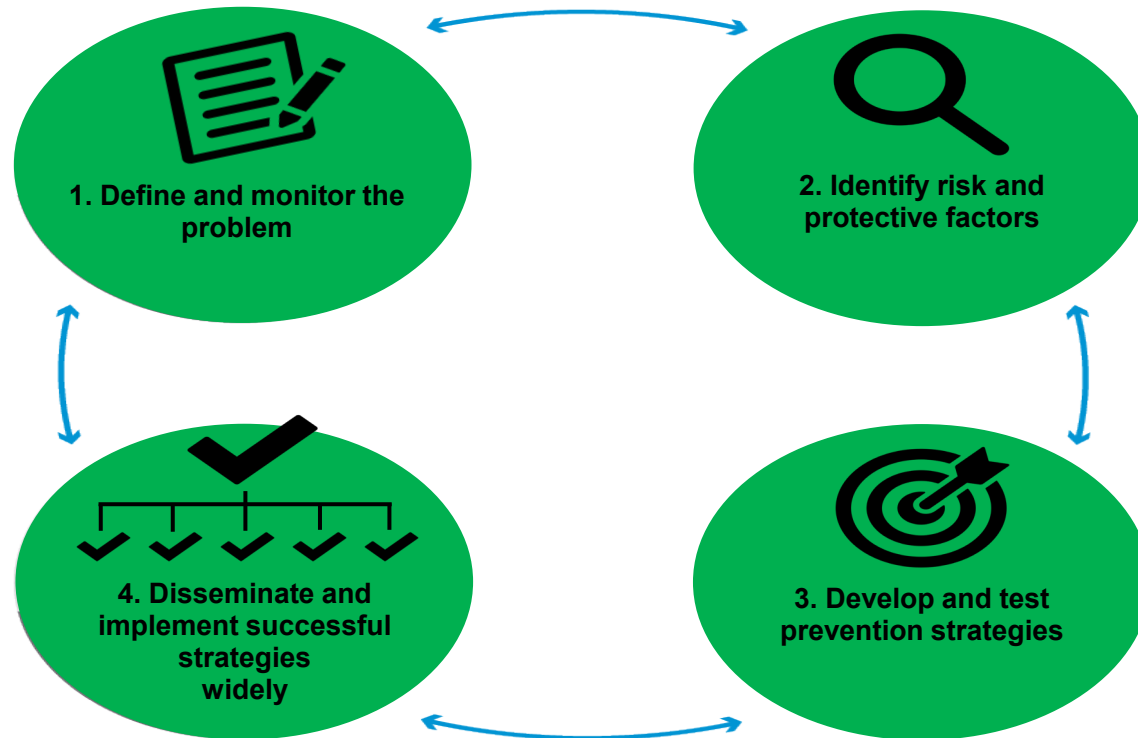 1. Define and monitor the
problem
2. Identify risk and
protective factors
3. Develop and test
prevention strategies
4. Disseminate and
implement successful
strategies
widely